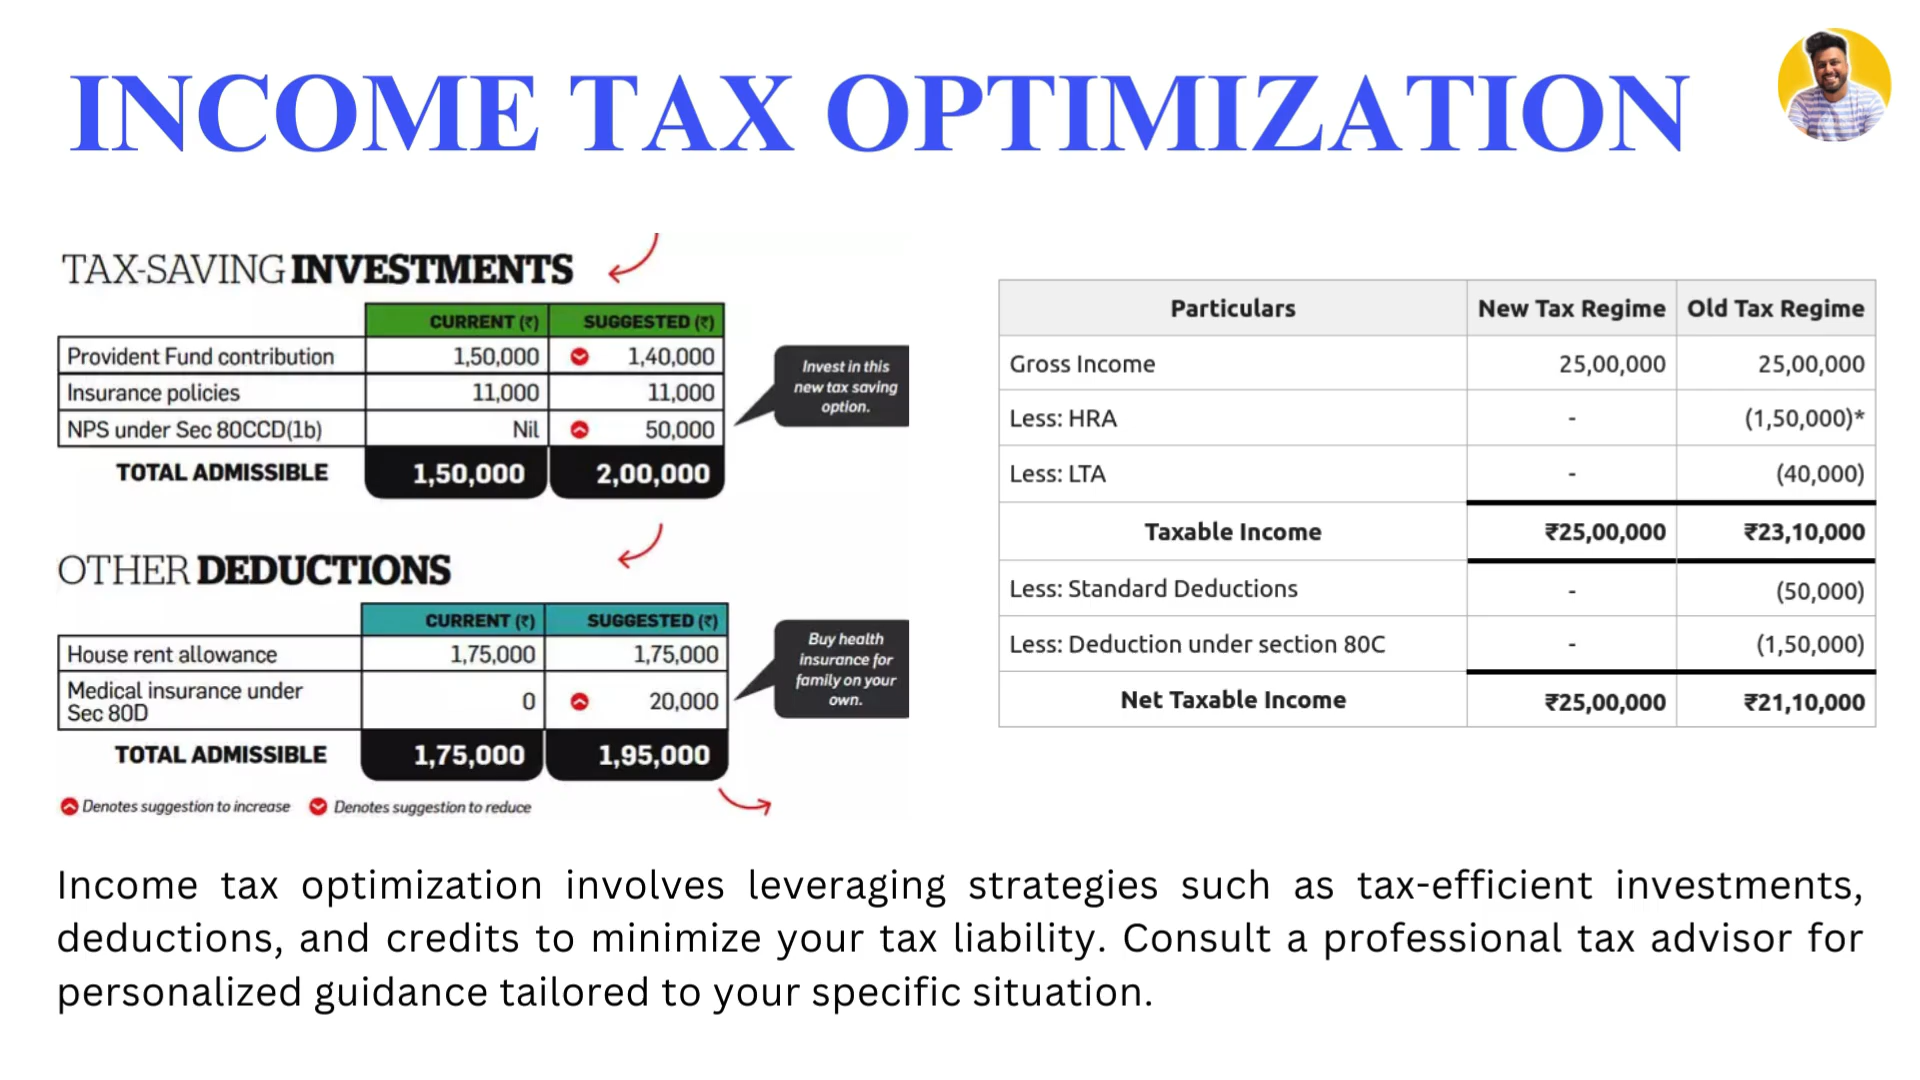 INCOME TAX OPTIMIZATION
TAX-SAVING INVESTMENTS
CURRENT (₹) SUGGESTED (₹)
Provident Fund contribution 1,50,000 1,40,000
Insurance policies 11,000 11,000
NPS under Sec 80CCD(1b) Nil 50,000
TOTAL ADMISSIBLE 1,50,000 2,00,000
Invest in this
new tax saving
option.
OTHER DEDUCTIONS
CURRENT (₹) SUGGESTED (₹)
House rent allowance 1,75,000 1,75,000
Medical insurance under
Sec 80D 0 20,000
TOTAL ADMISSIBLE 1,75,000 1,95,000
Buy health
insurance for
family on your
own.
Denotes suggestion to increase Denotes suggestion to reduce
Particulars New Tax Regime Old Tax Regime
Gross Income 25,00,000 25,00,000
Less: HRA - (1,50,000)*
Less: LTA - (40,000)
Taxable Income ₹25,00,000 ₹23,10,000
Less: Standard Deductions - (50,000)
Less: Deduction under section 80C - (1,50,000)
Net Taxable Income ₹25,00,000 ₹21,10,000
Income tax optimization involves leveraging strategies such as tax-efficient investments,
deductions, and credits to minimize your tax liability. Consult a professional tax advisor for
personalized guidance tailored to your specific situation.